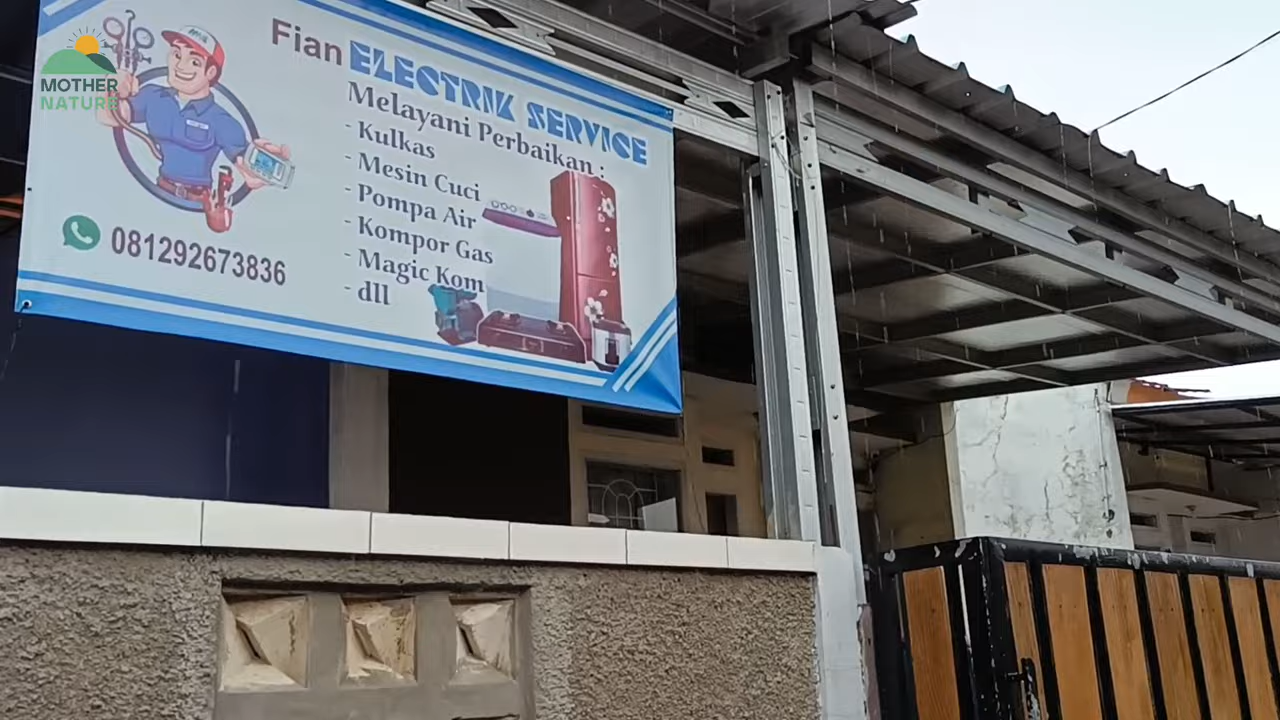 MOTHER
NATURE
Fian ELECTRIK SERVICE
Melayani Perbaikan :
- Kulkas
- Mesin Cuci
- Pompa Air
- Kompor Gas
- Magic Kom
- dll
081292673836